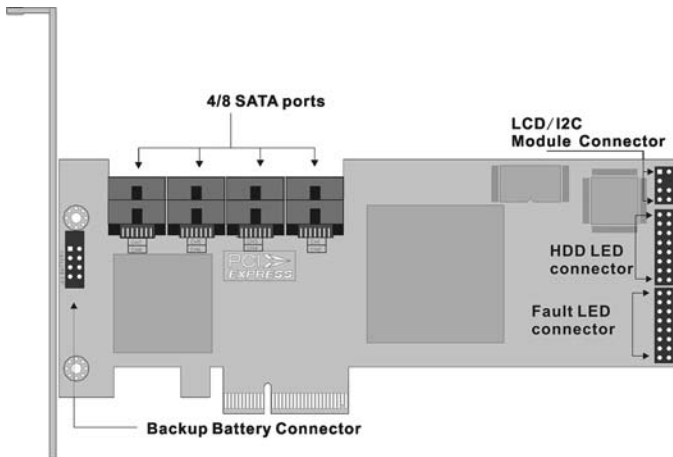 4/8 SATA ports
LCD/I2C
Module Connector
HDD LED
connector
PCI
EXPRESS
Fault LED
connector
Backup Battery Connector